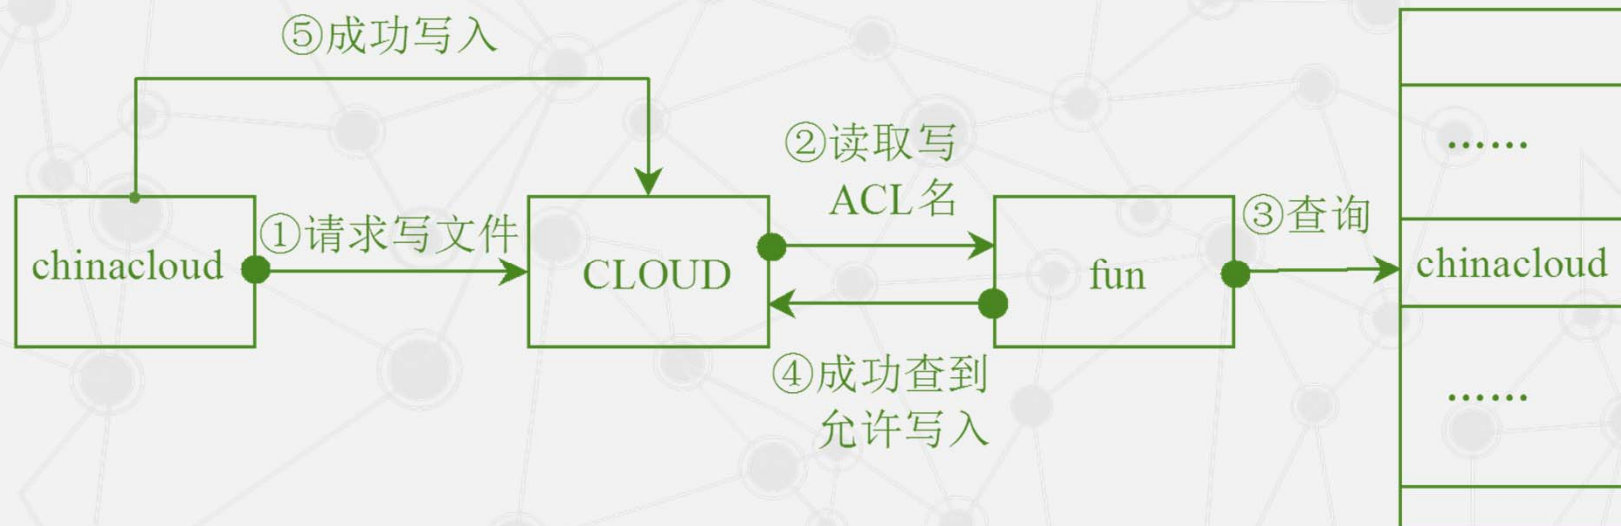 ⑤成功写入
②读取写
ACL名
①请求写文件
③查询
chinacloud
CLOUD
fun
chinacloud
④成功查到
允许写入
……
……